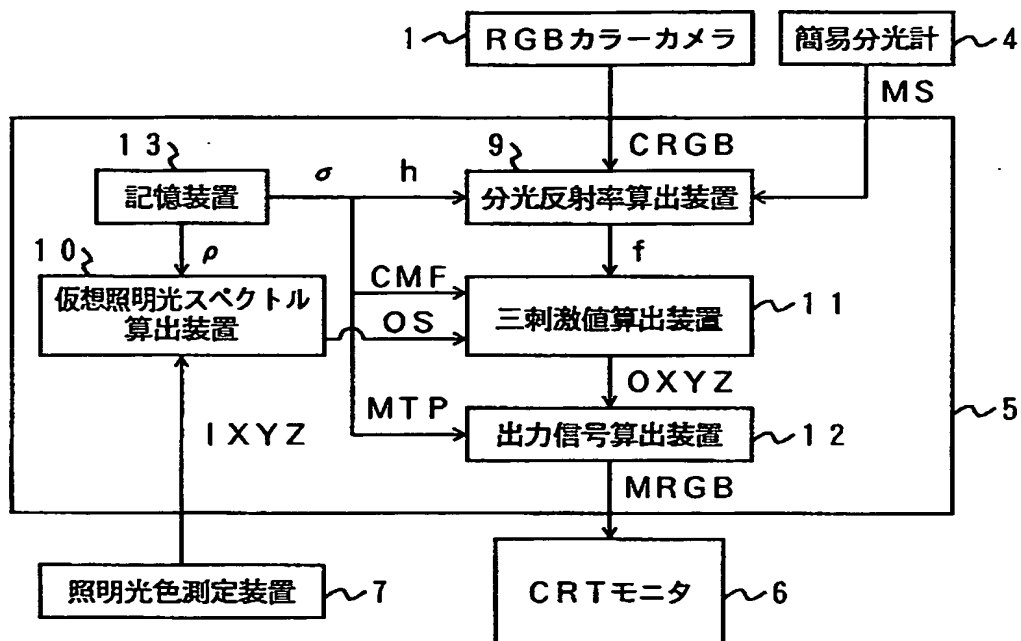 1 RGBカラーカメラ
簡易分光計 4
MS
CRGB
13
記憶装置
σ h
9
分光反射率算出装置
ρ
f
10
仮想照明光スペクトル
算出装置
CMF
OS
三刺激値算出装置
11
OXYZ
IXYZ
MTP
出力信号算出装置
12
5
MRGB
照明光色測定装置 7
CRTモニタ 6